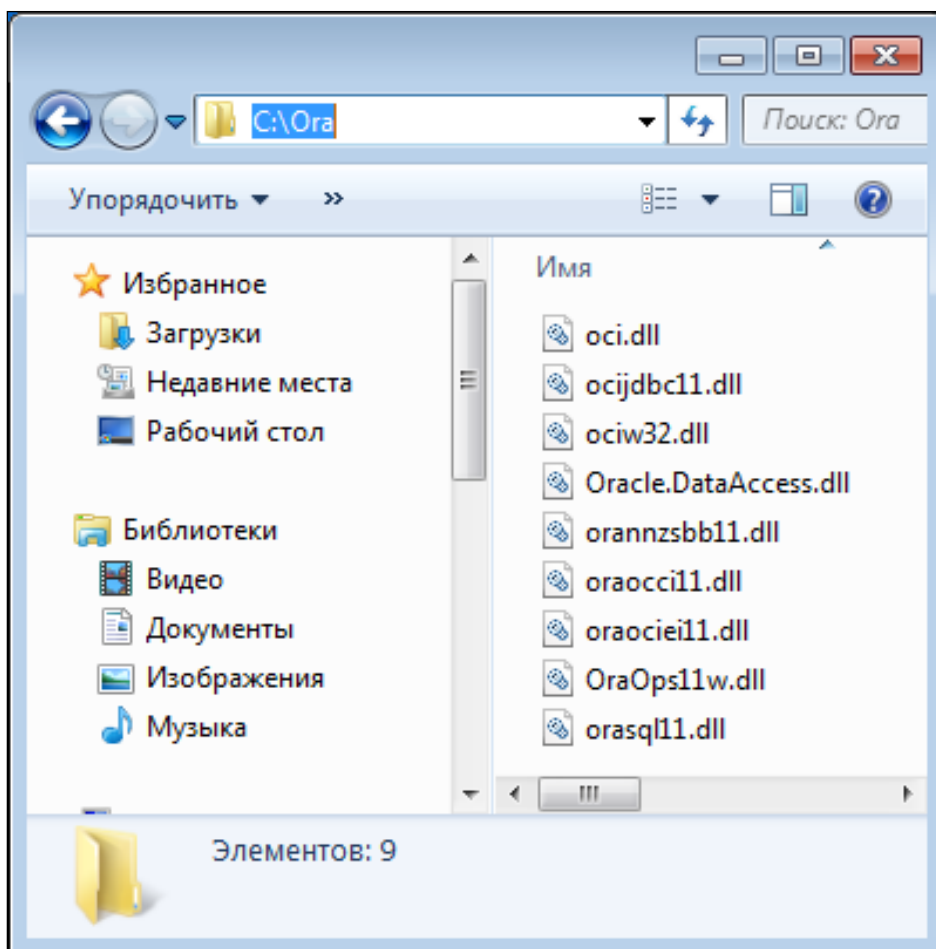 C:\Ora
Поиск: Ora
Упорядочить
»
Имя
Избранное
Загрузки
Недавние места
Рабочий стол
Библиотеки
Видео
Документы
Изображения
Музыка
oci.dll
ocijdbc11.dll
ociw32.dll
Oracle.DataAccess.dll
orannzsbb11.dll
oraocci11.dll
oraociei11.dll
OraOps11w.dll
orasql11.dll
Элементов: 9